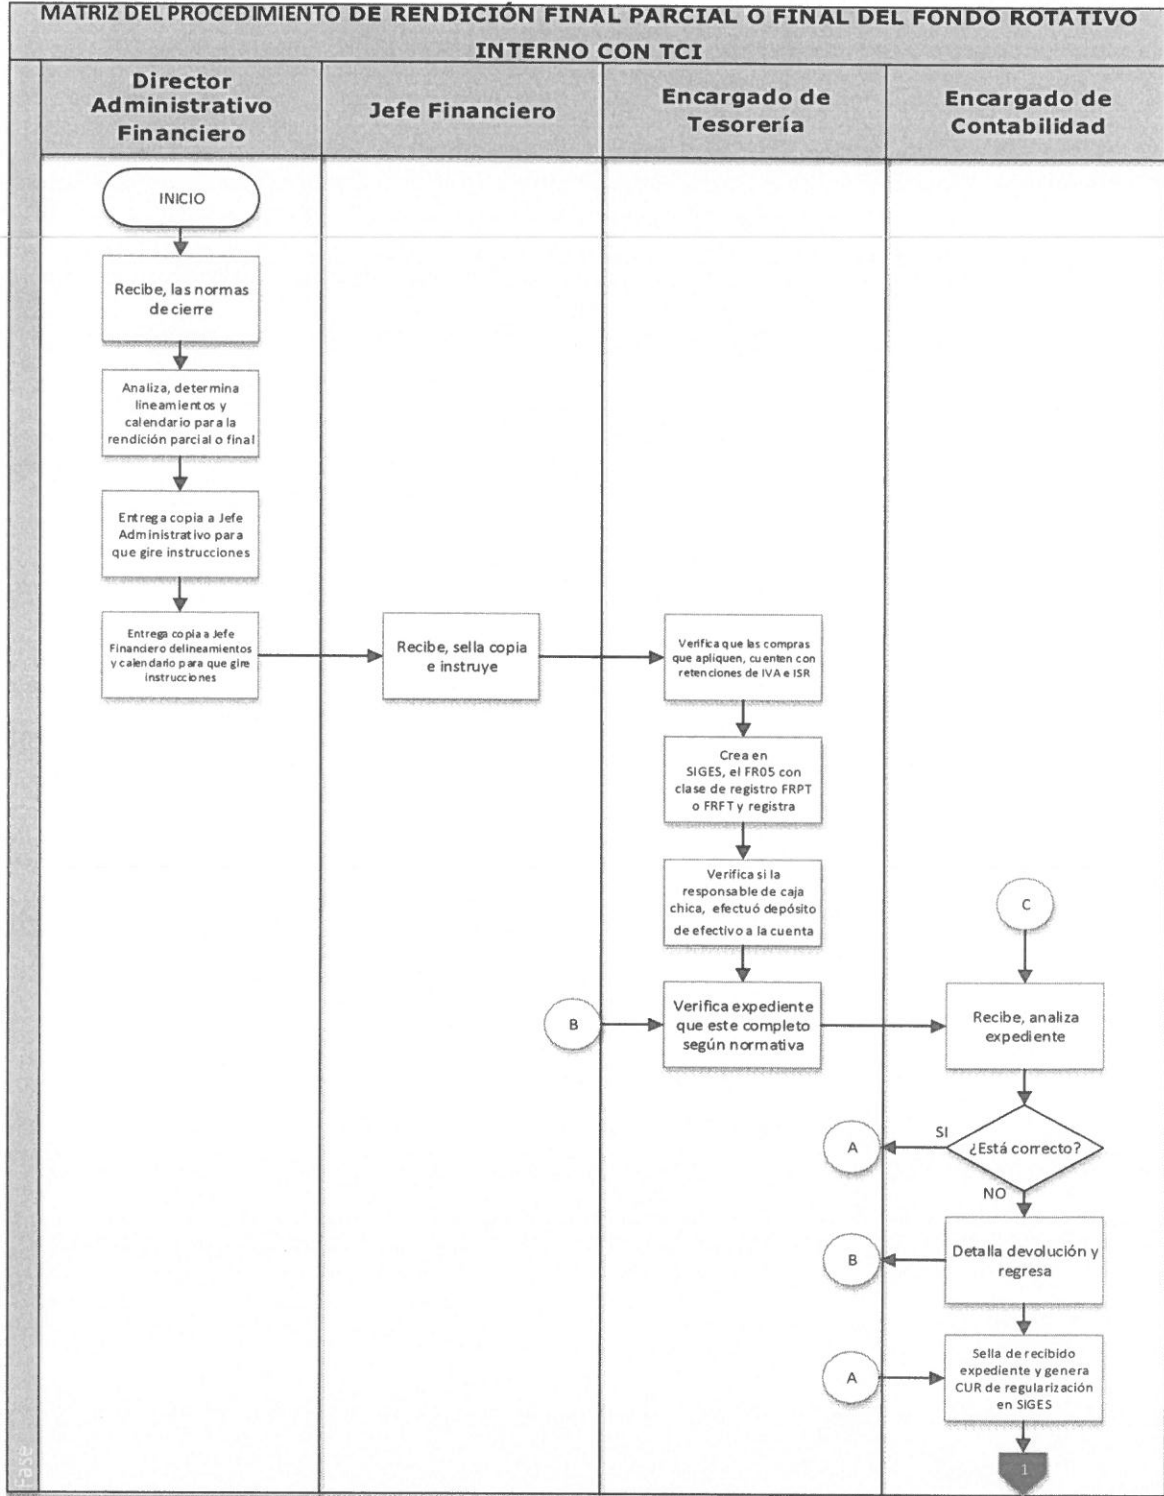 MATRIZ DEL PROCEDIMIENTO DE RENDICIÓN FINAL PARCIAL O FINAL DEL FONDO ROTATIVO
INTERNO CON TCI
Director
Administrativo
Financiero
Jefe Financiero
Encargado de
Tesorería
Encargado de
Contabilidad
INICIO
Recibe, las normas
de cierre
Analiza, determina
lineamientos y
calendario para la
rendición parcial o final
Entrega copia a Jefe
Administrativo para
que gire instrucciones
Entrega copia a Jefe
Financiero delineamientos
y calendario para que gire
instrucciones
Recibe, sella copia
e instruye
Verifica que las compras
que apliquen, cuenten con
retenciones de IVA e ISR
Crea en
SIGES, el FR05 con
clase de registro FRPT
o FRFT y registra
Verifica si la
responsable de caja
chica, efectuó depósito
de efectivo a la cuenta
C
B
Verifica expediente
que este completo
según normativa
Recibe, analiza
expediente
A
SI
¿Está correcto?
NO
B
Detalla devolución y
regresa
A
Sella de recibido
expediente y genera
CUR de regularización
en SIGES
1
Fase